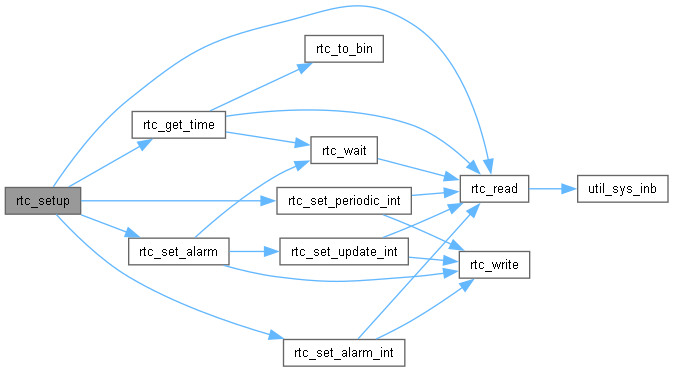 rtc_to_bin
rtc_get_time
rtc_wait
rtc_setup
rtc_set_periodic_int
rtc_read
util_sys_inb
rtc_set_alarm
rtc_set_update_int
rtc_write
rtc_set_alarm_int